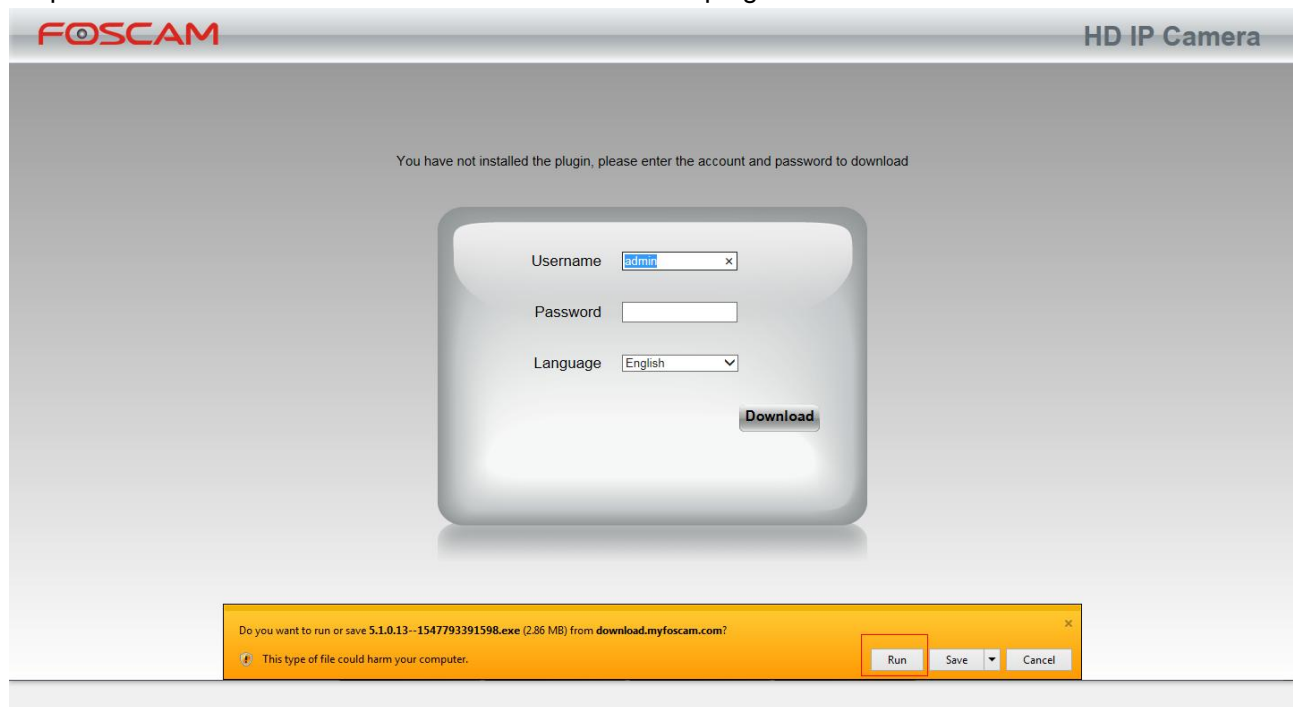 FOSCAM
HD IP Camera
You have not installed the plugin, please enter the account and password to download
Username admin ×
Password
Language English
Download
Do you want to run or save 5.1.0.13--1547793391598.exe (2.86 MB) from download.myfoscam.com? ×
This type of file could harm your computer.
Run Save Cancel